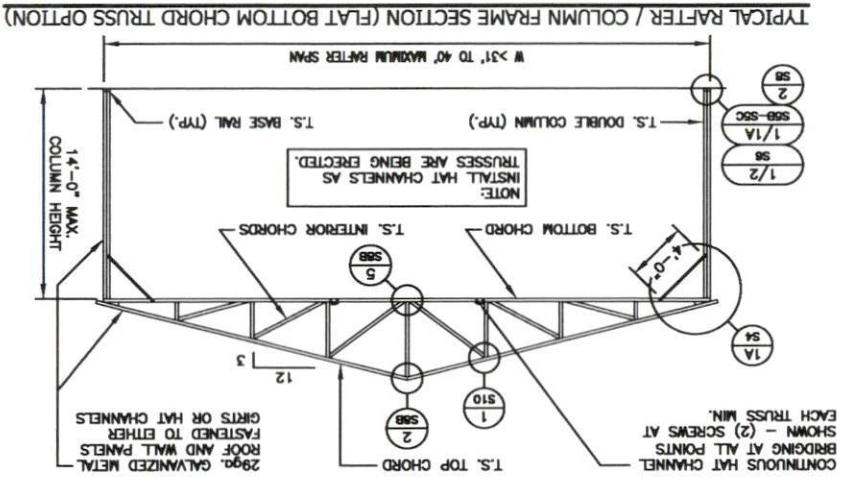 T.S. TOP CHORD
29ga. GALVANIZED METAL
ROOF AND WALL PANELS
FASTENED TO EITHER
GIRTS OR HAT CHANNELS
CONTINUOUS HAT CHANNEL
BRIDGING AT ALL POINTS
SHOWN - (2) SCREWS AT
EACH TRUSS MIN.
2
S8B
1
S10
12
3
1A
S4
4'-0"
5
S8B
T.S. BOTTOM CHORD
T.S. INTERIOR CHORDS
14'-0" MAX.
COLUMN HEIGHT
NOTE:
INSTALL HAT CHANNELS AS
TRUSSES ARE BEING ERECTED.
1/2
S6
1/1A
S5B-S5C
2
S6
T.S. DOUBLE COLUMN (TYP.)
T.S. BASE RAIL (TYP.)
W >31' TO 40' MAXIMUM RAFTER SPAN
TYPICAL RAFTER / COLUMN FRAME SECTION (FLAT BOTTOM CHORD TRUSS OPTION)